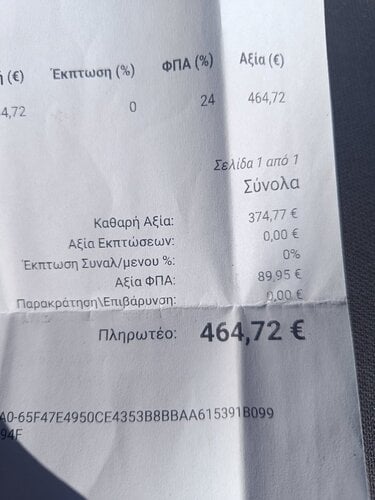 ή (€) Έκπτωση (%) ΦΠΑ (%) Αξία (€)
4,72 0 24 464,72
Σελίδα 1 από 1
Σύνολα
Καθαρή Αξία: 374,77 €
Αξία Εκπτώσεων: 0,00 €
Έκπτωση Συναλ/μενου %: 0%
Αξία ΦΠΑ: 89,95 €
Παρακράτηση\Επιβάρυνση: 0,00 €
Πληρωτέο: 464,72 €
A0-65F47E4950CE4353B8BBAA615391B099
94F